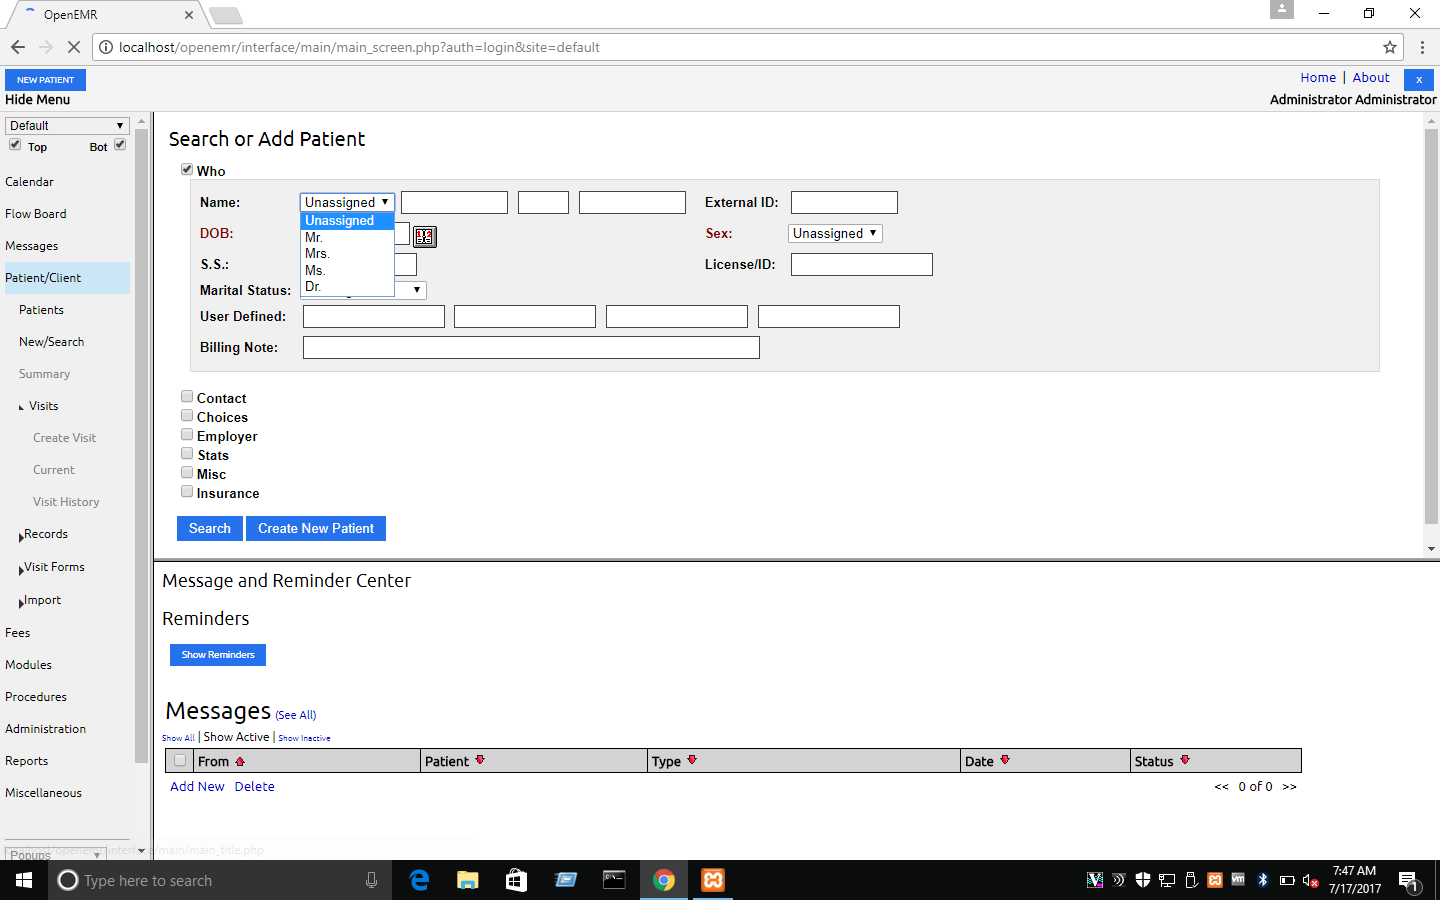 OpenEMR
localhost/openemr/interface/main/main_screen.php?auth=login&site=default
NEW PATIENT
Home | About
x
Hide Menu
Administrator Administrator
Default
Top Bot
Calendar
Flow Board
Messages
Patient/Client
Patients
New/Search
Summary
Visits
Create Visit
Current
Visit History
Records
Visit Forms
Import
Fees
Modules
Procedures
Administration
Reports
Miscellaneous
Popups
Search or Add Patient
Who
Name: Unassigned External ID:
Unassigned
Mr.
Mrs.
Ms.
Dr.
DOB: Sex: Unassigned
S.S.: License/ID:
Marital Status:
User Defined:
Billing Note:
Contact
Choices
Employer
Stats
Misc
Insurance
Search Create New Patient
Message and Reminder Center
Reminders
Show Reminders
Messages (See All)
Show All | Show Active | Show Inactive
From Patient Type Date Status
Add New Delete << 0 of 0 >>
Type here to search
7:47 AM
7/17/2017
1